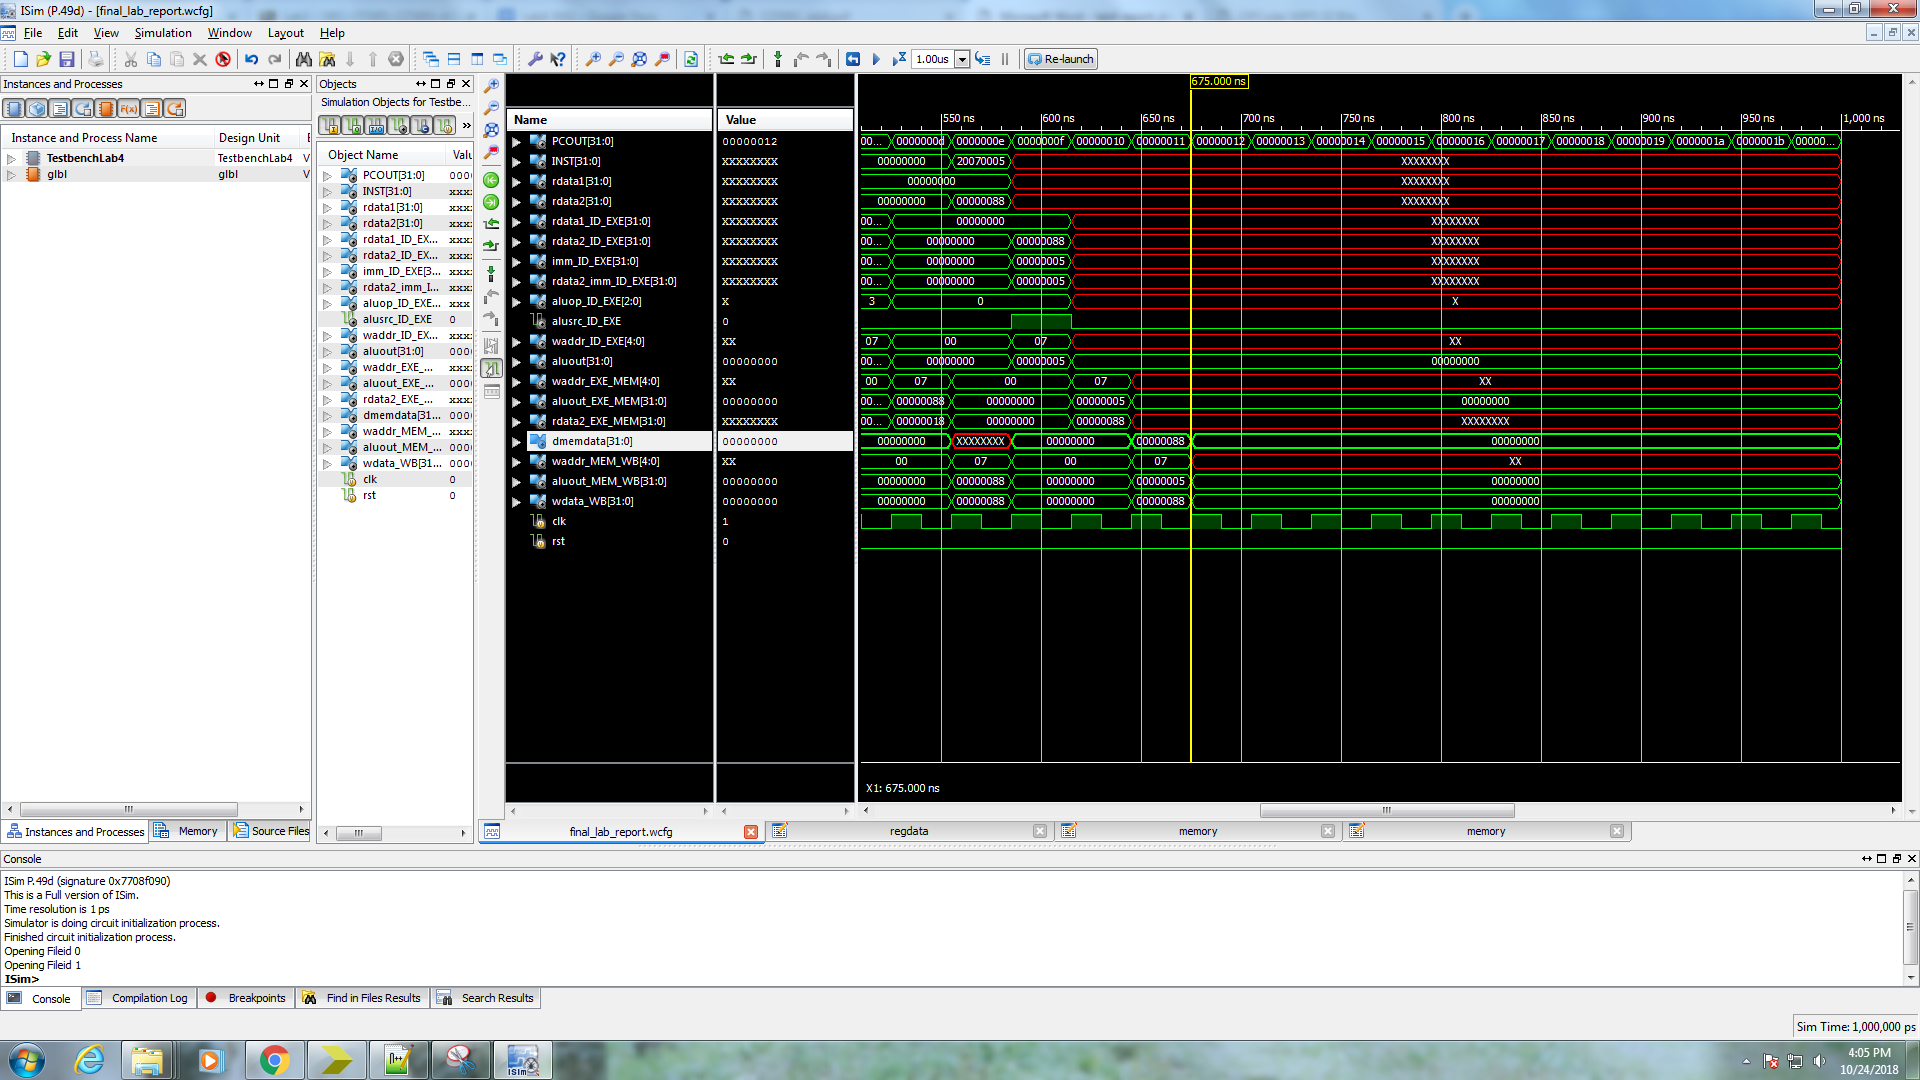 ISim (P.49d) - [final_lab_report.wcfg]
File Edit View Simulation Window Layout Help
1.00us Re-launch
Instances and Processes
Instance and Process Name Design Unit
TestbenchLab4 TestbenchLab4 V
glbl glbl V
Objects
Simulation Objects for Testbe...
»
Object Name Valu
PCOUT[31:0] 000
INST[31:0] xxx
rdata1[31:0] xxx
rdata2[31:0] xxx
rdata1_ID_EX... xxx
rdata2_ID_EX... xxx
imm_ID_EXE[3... xxx
rdata2_imm_I... xxx
aluop_ID_EXE... xxx
alusrc_ID_EXE 0
waddr_ID_EX... xxx
aluout[31:0] 000
waddr_EXE_M... xxx
aluout_EXE_... 000
rdata2_EXE_... xxx
dmemdata[31... 000
waddr_MEM_... xxx
aluout_MEM_... 000
wdata_WB[31... 000
clk 0
rst 0
Name Value
675.000 ns
550 ns 600 ns 650 ns 700 ns 750 ns 800 ns 850 ns 900 ns 950 ns 1,000 ns
PCOUT[31:0] 00000012 00... 0000000d 0000000e 0000000f 00000010 00000011 00000012 00000013 00000014 00000015 00000016 00000017 00000018 00000019 0000001a 0000001b 00000...
INST[31:0] XXXXXXXX 00000000 20070005 XXXXXXXX
rdata1[31:0] XXXXXXXX 00000000 XXXXXXXX
rdata2[31:0] XXXXXXXX 00000000 00000088 XXXXXXXX
rdata1_ID_EXE[31:0] XXXXXXXX 00... 00000000 XXXXXXXX
rdata2_ID_EXE[31:0] XXXXXXXX 00... 00000000 00000088 XXXXXXXX
imm_ID_EXE[31:0] XXXXXXXX 00... 00000000 00000005 XXXXXXXX
rdata2_imm_ID_EXE[31:0] XXXXXXXX 00... 00000000 00000005 XXXXXXXX
aluop_ID_EXE[2:0] X 3 0 X
alusrc_ID_EXE 0
waddr_ID_EXE[4:0] XX 07 00 07 XX
aluout[31:0] 00000000 00... 00000000 00000005 00000000
waddr_EXE_MEM[4:0] XX 00 07 00 07 XX
aluout_EXE_MEM[31:0] 00000000 00... 00000088 00000000 00000005 00000000
rdata2_EXE_MEM[31:0] XXXXXXXX 00... 00000018 00000000 00000088 XXXXXXXX
dmemdata[31:0] 00000000 00000000 XXXXXXXX 00000000 00000088 00000000
waddr_MEM_WB[4:0] XX 00 07 00 07 XX
aluout_MEM_WB[31:0] 00000000 00000000 00000088 00000000 00000005 00000000
wdata_WB[31:0] 00000000 00000000 00000088 00000000 00000088 00000000
clk 1
rst 0
X1: 675.000 ns
Instances and Processes Memory Source Files
final_lab_report.wcfg regdata memory memory
Console
ISim P.49d (signature 0x7708f090)
This is a Full version of ISim.
Time resolution is 1 ps
Simulator is doing circuit initialization process.
Finished circuit initialization process.
Opening Fileid 0
Opening Fileid 1
ISim>
Console Compilation Log Breakpoints Find in Files Results Search Results
Sim Time: 1,000,000 ps
4:05 PM
10/24/2018